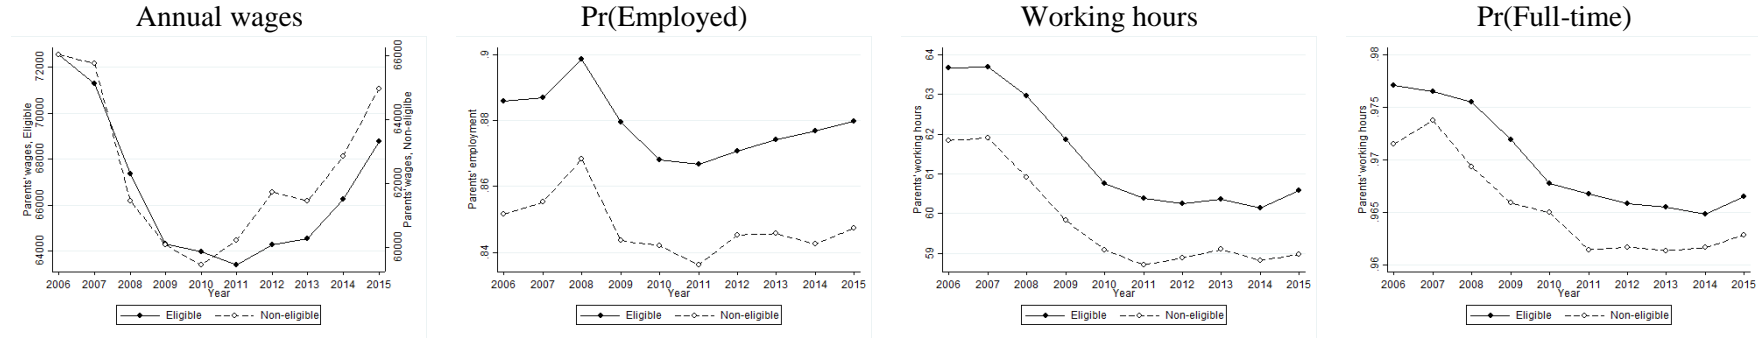 Annual wages
Parents' wages, Eligible
72000
70000
68000
66000
64000
66000
64000
62000
60000
Parents' wages, Non-eligilbe
2006 2007 2008 2009 2010 2011 2012 2013 2014 2015
Year
Eligible Non-eligible
Pr(Employed)
Parents' employment
.9
.88
.86
.84
2006 2007 2008 2009 2010 2011 2012 2013 2014 2015
Year
Eligible Non-eligible
Working hours
Parents' working hours
64
63
62
61
60
59
2006 2007 2008 2009 2010 2011 2012 2013 2014 2015
Year
Eligible Non-eligible
Pr(Full-time)
Parents' working hours
.98
.975
.97
.965
.96
2006 2007 2008 2009 2010 2011 2012 2013 2014 2015
Year
Eligible Non-eligible